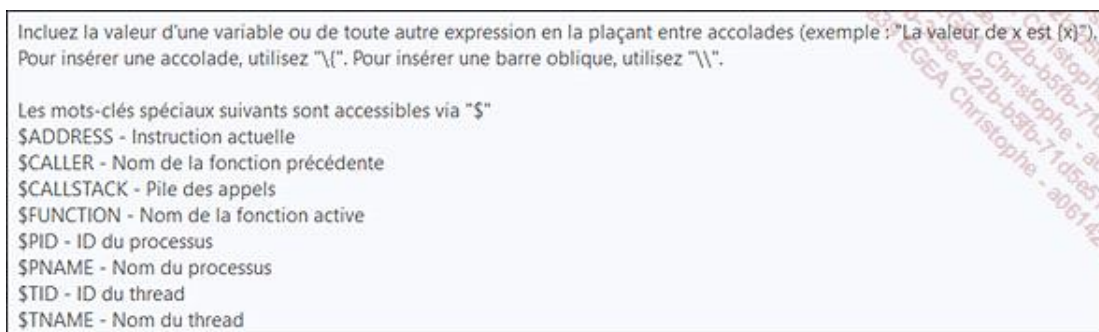 Incluez la valeur d'une variable ou de toute autre expression en la plaçant entre accolades (exemple : "La valeur de x est {x}").
Pour insérer une accolade, utilisez "\{". Pour insérer une barre oblique, utilisez "\\".
Les mots-clés spéciaux suivants sont accessibles via "$"
$ADDRESS - Instruction actuelle
$CALLER - Nom de la fonction précédente
$CALLSTACK - Pile des appels
$FUNCTION - Nom de la fonction active
$PID - ID du processus
$PNAME - Nom du processus
$TID - ID du thread
$TNAME - Nom du thread